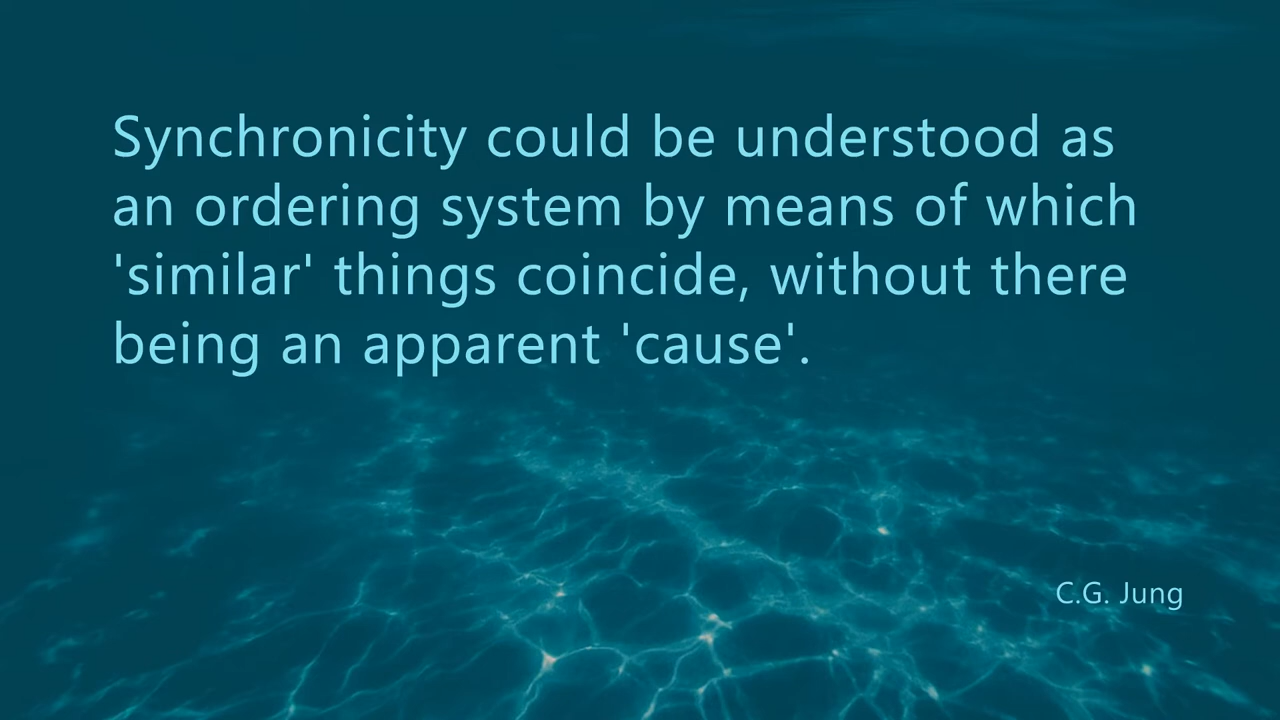 Synchronicity could be understood as
an ordering system by means of which
'similar' things coincide, without there
being an apparent 'cause'.
C.G. Jung